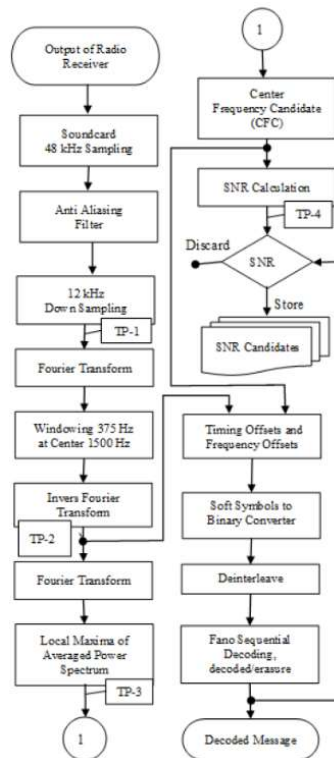 Output of Radio
Receiver
Soundcard
48 kHz Sampling
Anti Aliasing
Filter
12 kHz
Down Sampling
TP-1
Fourier Transform
Windowing 375 Hz
at Center 1500 Hz
Invers Fourier
Transform
TP-2
Fourier Transform
Local Maxima of
Averaged Power
Spectrum
TP-3
1
1
Center
Frequency Candidate
(CFC)
SNR Calculation
TP-4
Discard
SNR
Store
SNR Candidates
Timing Offsets and
Frequency Offsets
Soft Symbols to
Binary Converter
Deinterleave
Fano Sequential
Decoding,
decoded/erasure
Decoded Message